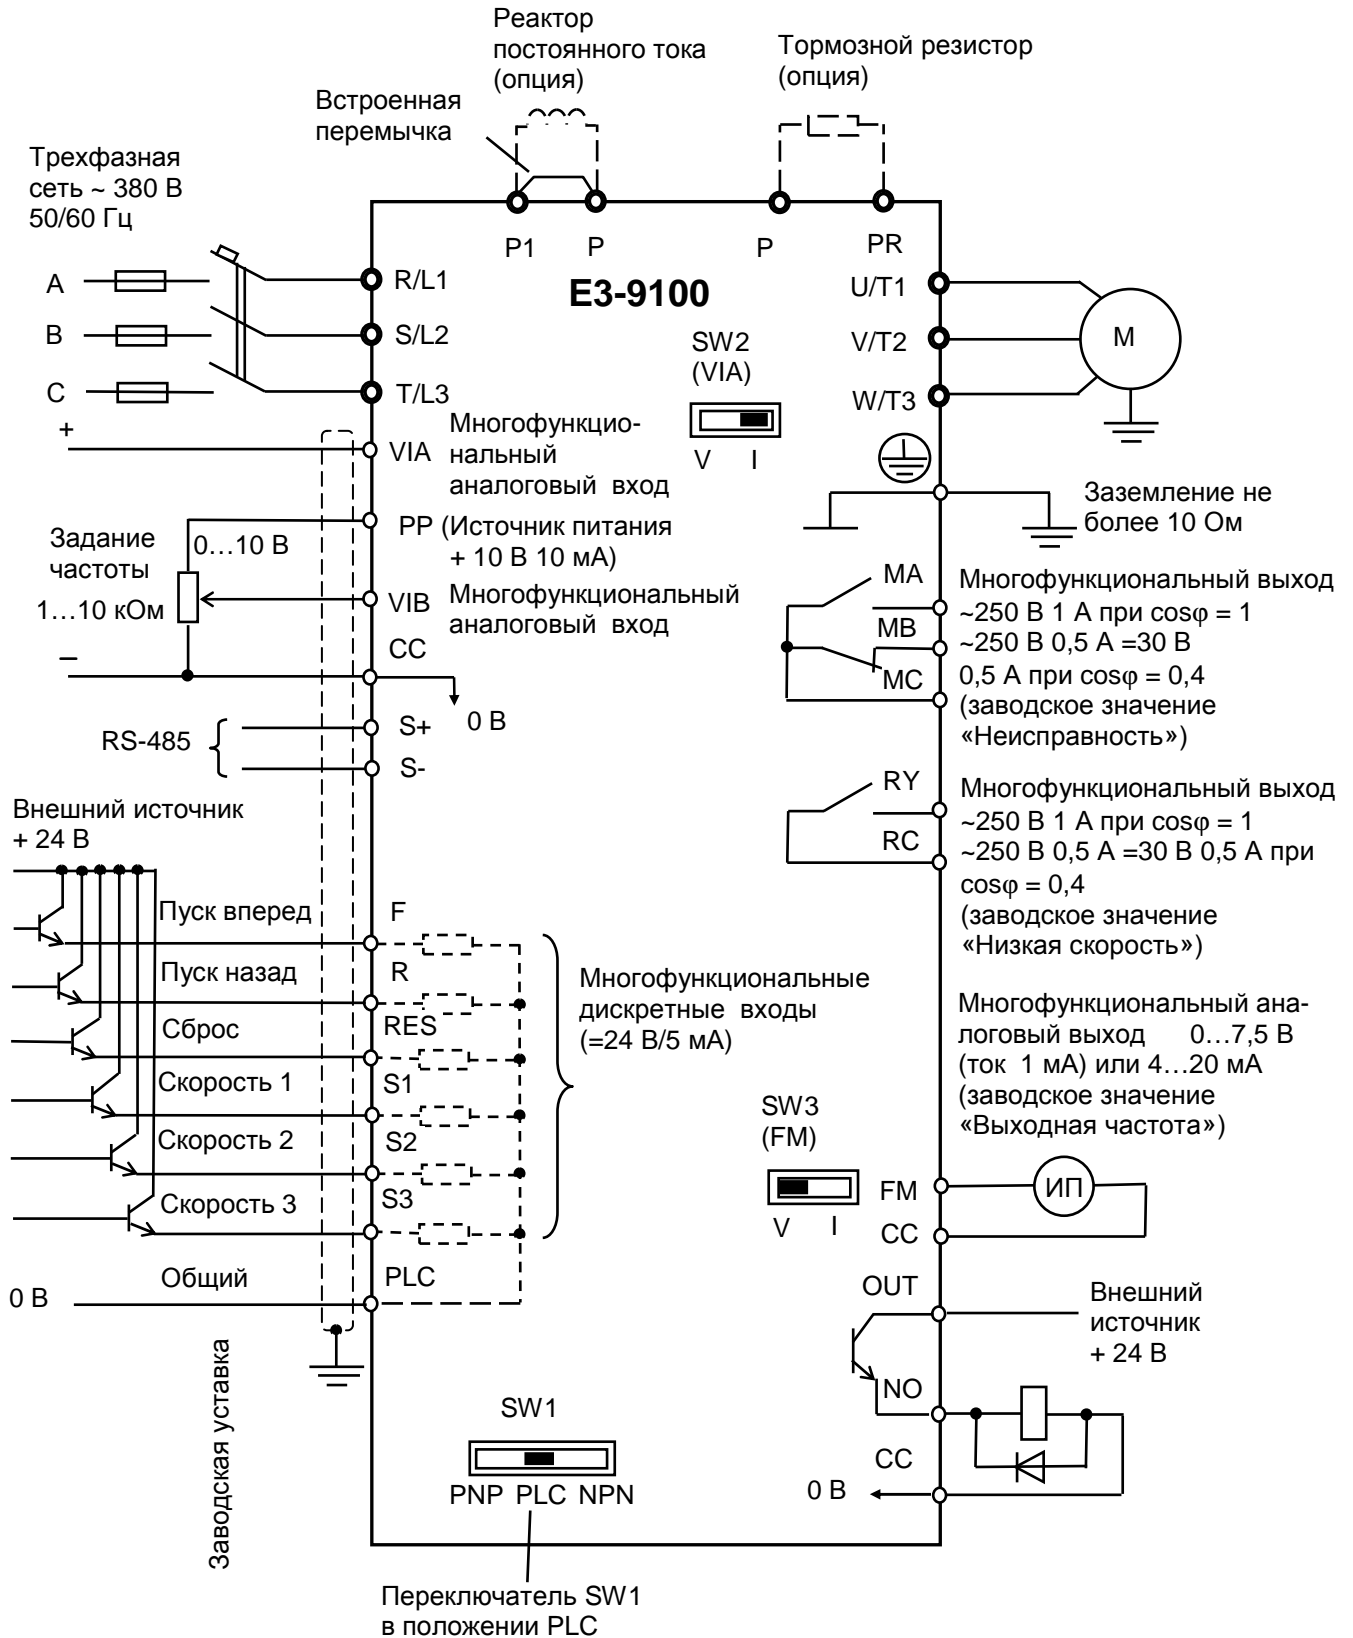 Реактор
постоянного тока
(опция)
Тормозной резистор
(опция)
Встроенная
перемычка
Трехфазная
сеть ~ 380 В
50/60 Гц
P1
P
P
PR
E3-9100
A
R/L1
U/T1
B
S/L2
V/T2
M
C
T/L3
W/T3
SW2
(VIA)
V I
+
VIA
Многофункцио-
нальный
аналоговый вход
Заземление не
более 10 Ом
Задание
частоты
1...10 кОм
0...10 В
PP (Источник питания
+ 10 В 10 мА)
VIB
Многофункциональный
аналоговый вход
–
CC
0 В
MA
MB
MC
Многофункциональный выход
~250 В 1 А при cosφ = 1
~250 В 0,5 А =30 В
0,5 А при cosφ = 0,4
(заводское значение
«Неисправность»)
RS-485
S+
S-
RY
RC
Многофункциональный выход
~250 В 1 А при cosφ = 1
~250 В 0,5 А =30 В 0,5 А при
cosφ = 0,4
(заводское значение
«Низкая скорость»)
Внешний источник
+ 24 В
Пуск вперед
F
Пуск назад
R
Сброс
RES
Скорость 1
S1
Скорость 2
S2
Скорость 3
S3
Общий
PLC
0 В
Многофункциональные
дискретные входы
(=24 В/5 мА)
Многофункциональный ана-
логовый выход 0...7,5 В
(ток 1 мА) или 4...20 мА
(заводское значение
«Выходная частота»)
SW3
(FM)
V I
FM
ИП
CC
OUT
Внешний
источник
+ 24 В
NO
CC
0 В
Заводская уставка
SW1
PNP PLC NPN
Переключатель SW1
в положении PLC